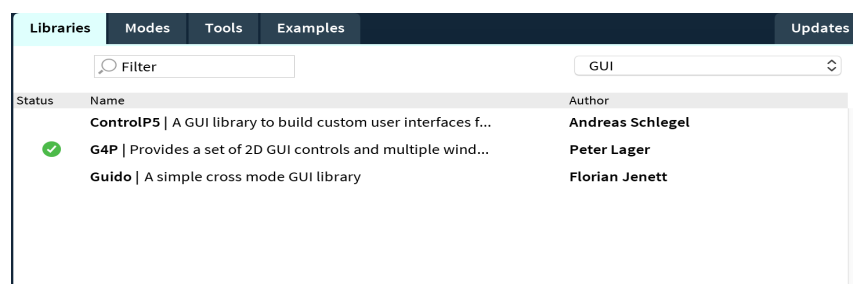 Libraries Modes Tools Examples Updates
Filter GUI
Status Name Author
ControlP5 | A GUI library to build custom user interfaces f... Andreas Schlegel
G4P | Provides a set of 2D GUI controls and multiple wind... Peter Lager
Guido | A simple cross mode GUI library Florian Jenett